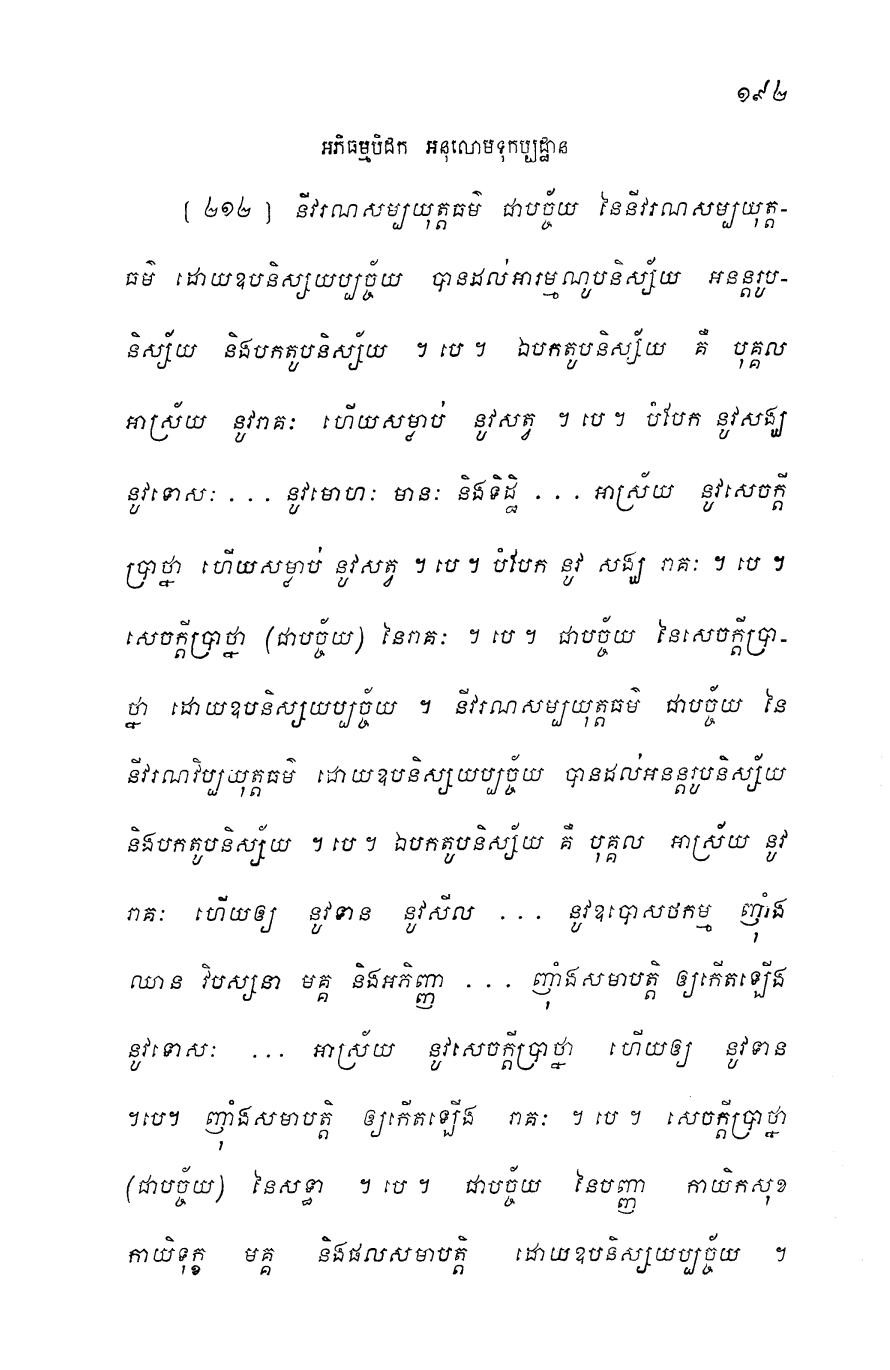 ១៩២
អភិធម្មបិដក អនុលោមទុកប្បដ្ឋាន
[ ២១២ ] នីវរណសម្បយុត្តធម៌ ជាបច្ច័យ នៃនីវរណសម្បយុត្ត-
ធម៌ ដោយឧបនិស្សយប្បច្ច័យ បានដល់អារម្មណូបនិស្ស័យ អនន្តរូប-
និស្ស័យ និងបកតូបនិស្ស័យ ។ បេ ។ ឯបកតូបនិស្ស័យ គឺ បុគ្គល
អាស្រ័យ នូវរាគៈ ហើយសម្លាប់ នូវសត្វ ។ បេ ។ បំបែក នូវសង្ឃ
នូវទោសៈ ... នូវមោហៈ មានៈ និងទិដ្ឋិ ... អាស្រ័យ នូវសេចក្តី
ប្រាថ្នា ហើយសម្លាប់ នូវសត្វ ។ បេ ។ បំបែក នូវ សង្ឃ រាគៈ ។ បេ ។
សេចក្តីប្រាថ្នា (ជាបច្ច័យ) នៃរាគៈ ។ បេ ។ ជាបច្ច័យ នៃសេចក្តីប្រា-
ថ្នា ដោយឧបនិស្សយប្បច្ច័យ ។ នីវរណសម្បយុត្តធម៌ ជាបច្ច័យ នៃ
នីវរណវិប្បយុត្តធម៌ ដោយឧបនិស្សយប្បច្ច័យ បានដល់អនន្តរូបនិស្ស័យ
និងបកតូបនិស្ស័យ ។ បេ ។ ឯបកតូបនិស្ស័យ គឺ បុគ្គល អាស្រ័យ នូវ
រាគៈ ហើយឲ្យ នូវទាន នូវសីល ... នូវឧបោសថកម្ម ញ៉ាំង
ឈាន វិបស្សនា មគ្គ និងអភិញ្ញា ... ញ៉ាំងសមាបត្តិ ឲ្យកើតឡើង
នូវទោសៈ ... អាស្រ័យ នូវសេចក្តីប្រាថ្នា ហើយឲ្យ នូវទាន
។បេ។ ញ៉ាំងសមាបត្តិ ឲ្យកើតឡើង រាគៈ ។ បេ ។ សេចក្តីប្រាថ្នា
(ជាបច្ច័យ) នៃសទ្ធា ។ បេ ។ ជាបច្ច័យ នៃបញ្ញា កាយិកសុខ
កាយិទុក្ខ មគ្គ និងផលសមាបត្តិ ដោយឧបនិស្សយប្បច្ច័យ ។